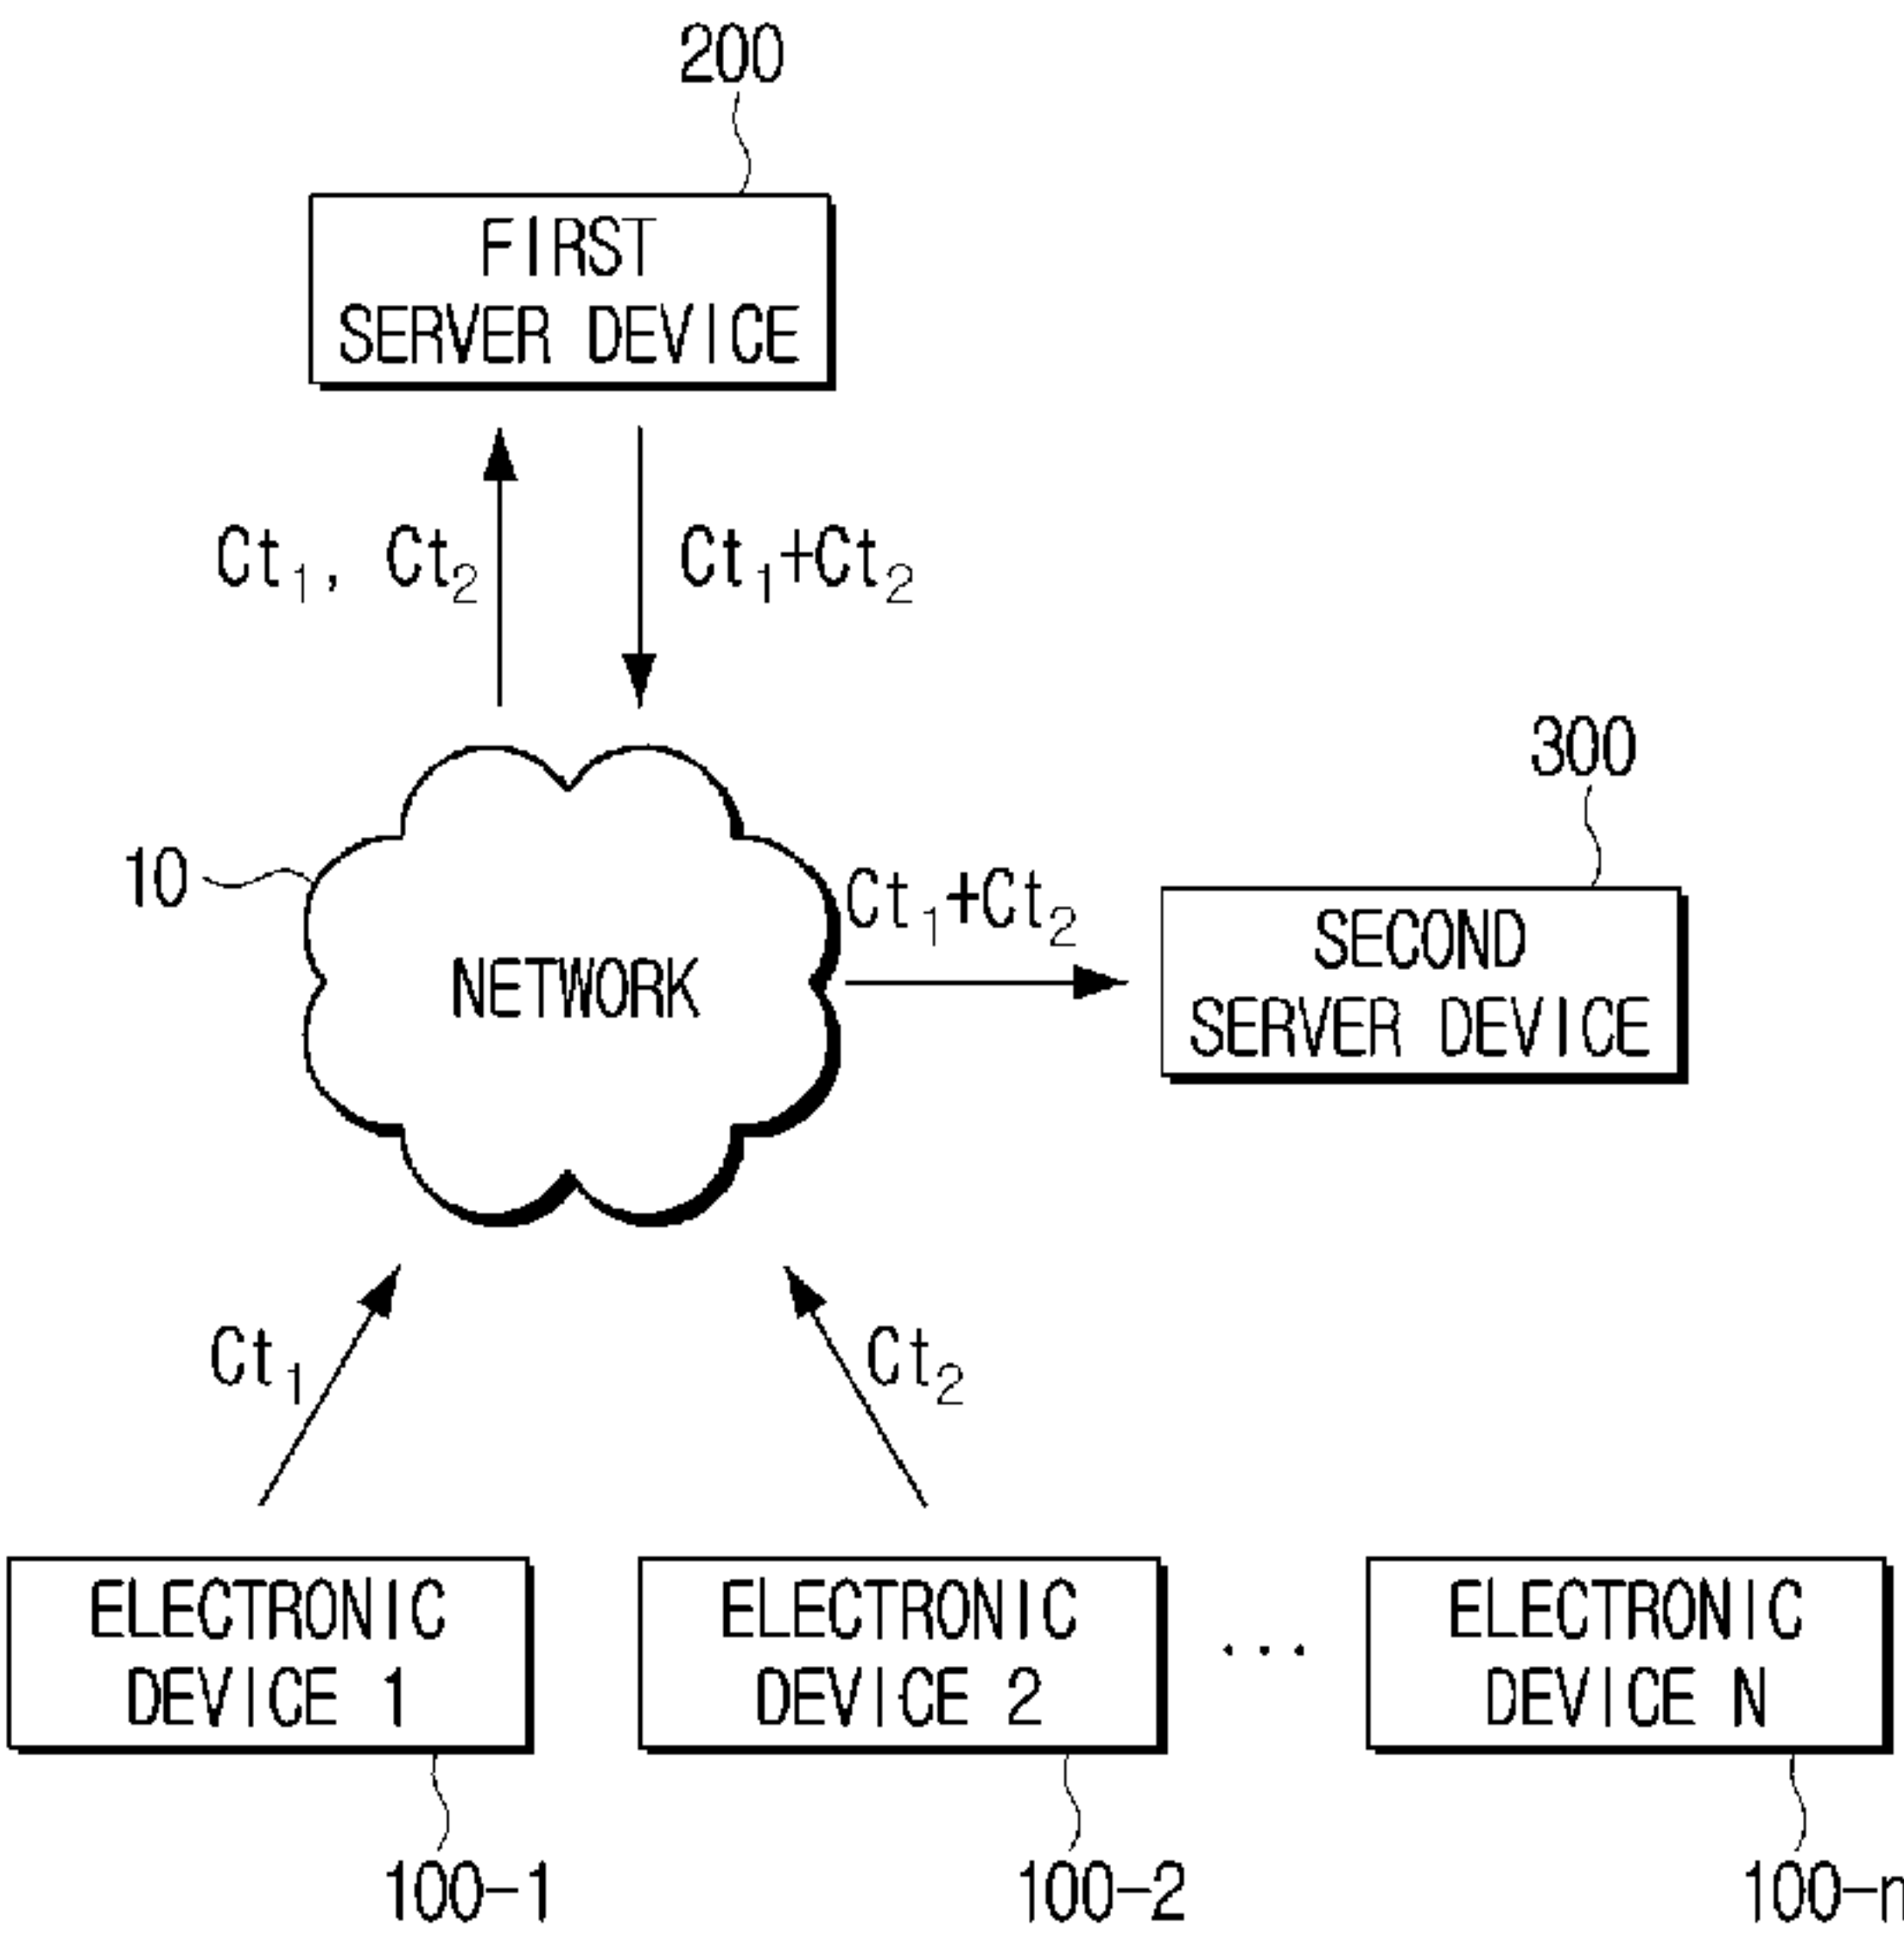 200
FIRST
SERVER DEVICE
Ct₁, Ct₂
Ct₁+Ct₂
300
10
Ct₁+Ct₂
SECOND
SERVER DEVICE
NETWORK
Ct₁
Ct₂
ELECTRONIC
DEVICE 1
ELECTRONIC
DEVICE 2
...
ELECTRONIC
DEVICE N
100-1
100-2
100-n